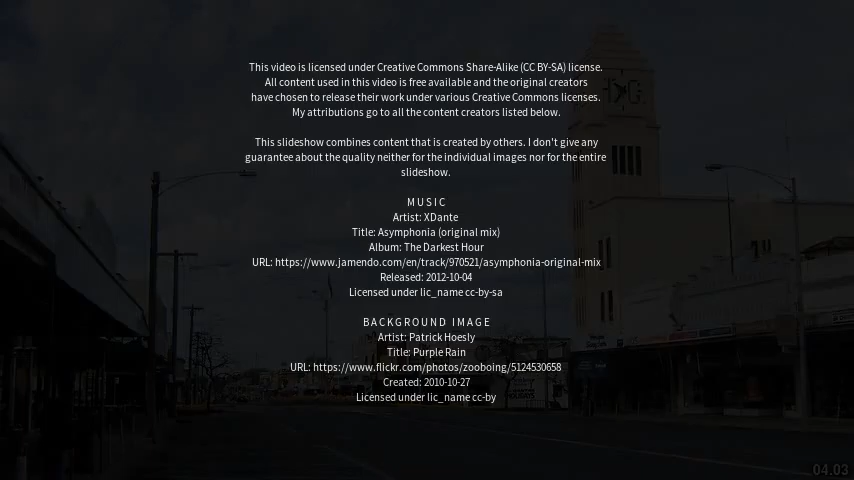 This video is licensed under Creative Commons Share-Alike (CC BY-SA) license.
All content used in this video is free available and the original creators
have chosen to release their work under various Creative Commons licenses.
My attributions go to all the content creators listed below.
This slideshow combines content that is created by others. I don't give any
guarantee about the quality neither for the individual images nor for the entire
slideshow.
MUSIC
Artist: XDante
Title: Asymphonia (original mix)
Album: The Darkest Hour
URL: https://www.jamendo.com/en/track/970521/asymphonia-original-mix
Released: 2012-10-04
Licensed under lic_name cc-by-sa
BACKGROUND IMAGE
Artist: Patrick Hoesly
Title: Purple Rain
URL: https://www.flickr.com/photos/zooboing/5124530658
Created: 2010-10-27
Licensed under lic_name cc-by
04.03